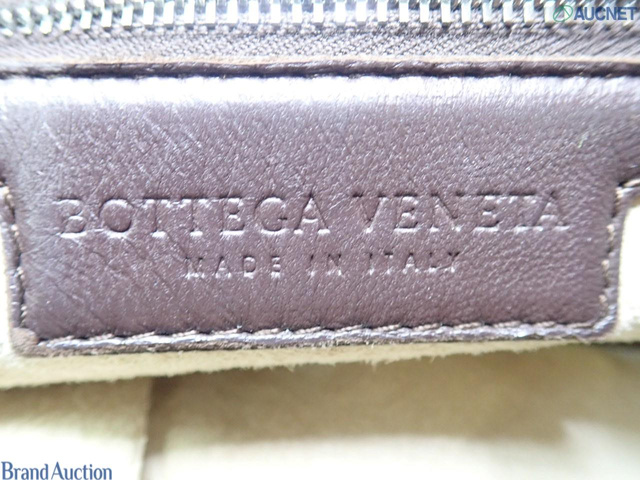 AUCNET
BOTTEGA VENETA
MADE IN ITALY
Brand Auction